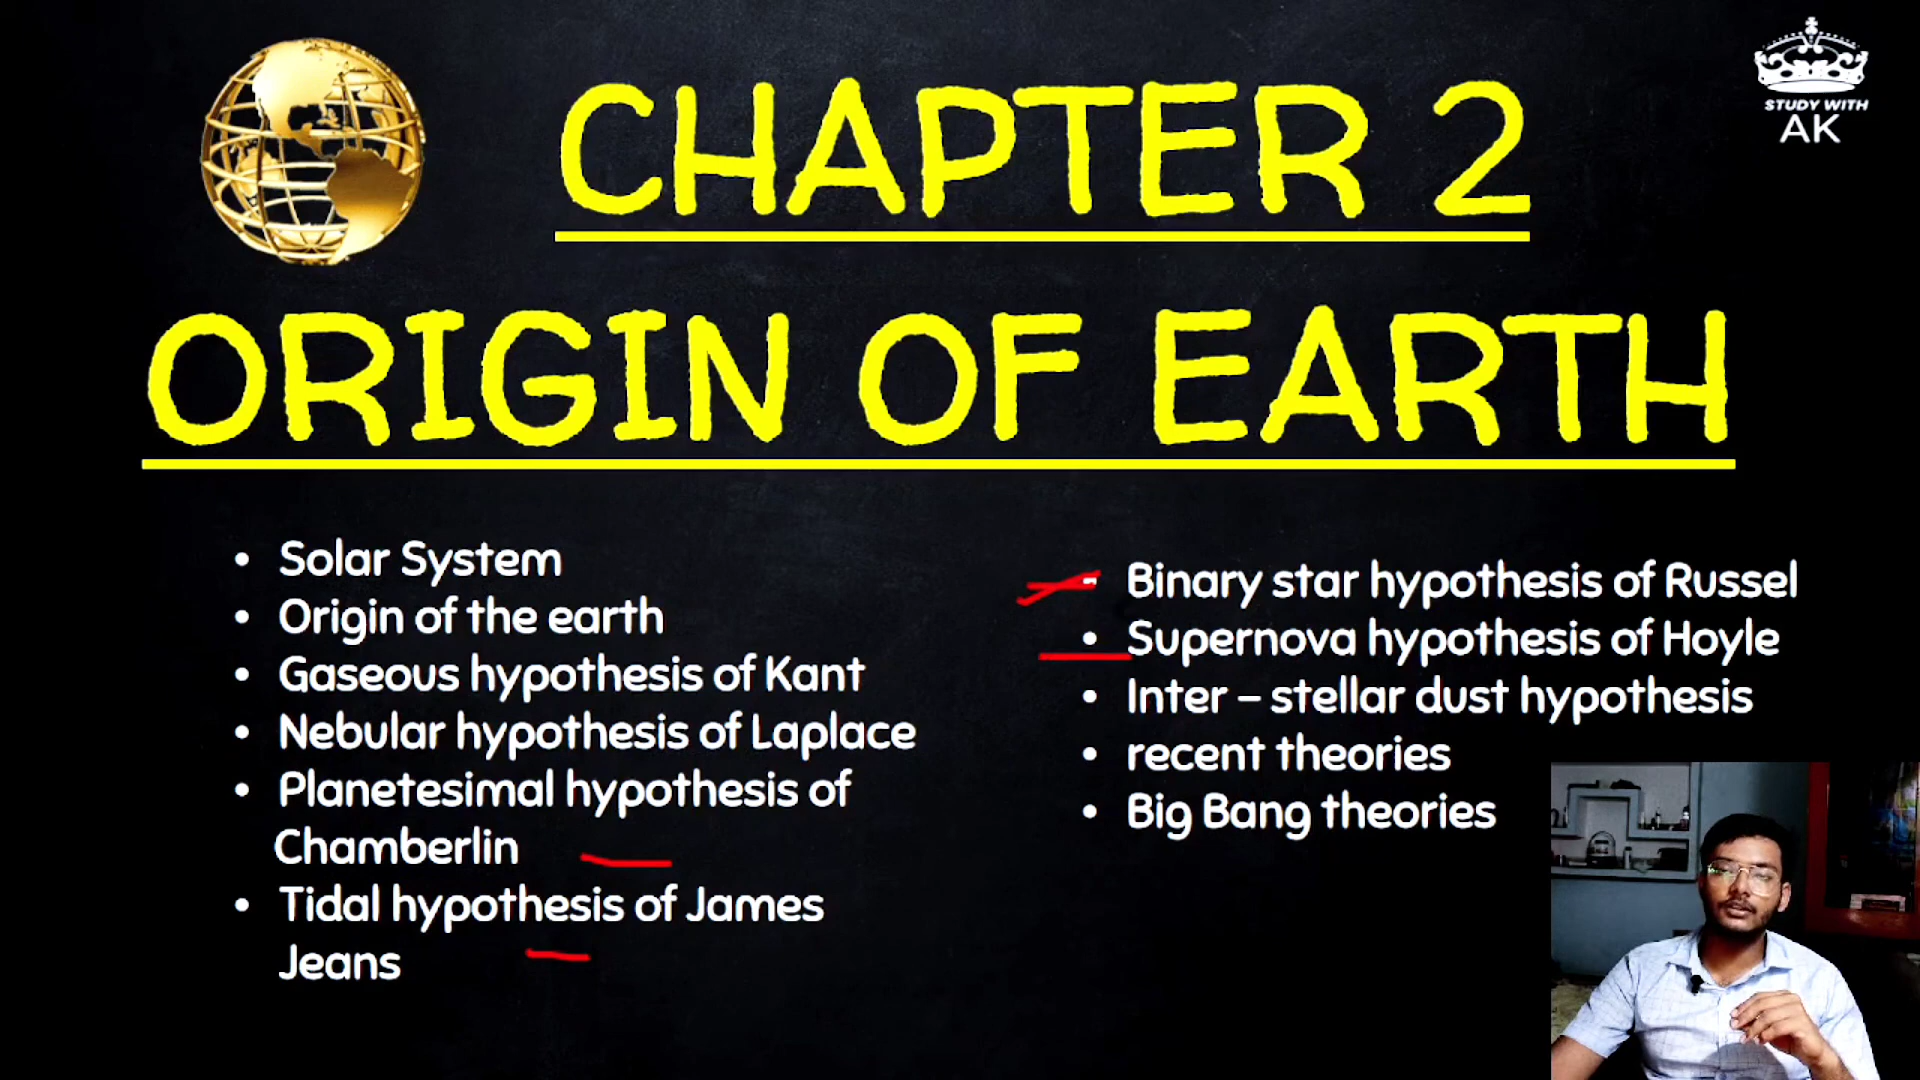 CHAPTER 2
STUDY WITH
AK
ORIGIN OF EARTH
• Solar System
• Origin of the earth
• Gaseous hypothesis of Kant
• Nebular hypothesis of Laplace
• Planetesimal hypothesis of
Chamberlin
• Tidal hypothesis of James
Jeans
• Binary star hypothesis of Russel
• Supernova hypothesis of Hoyle
• Inter – stellar dust hypothesis
• recent theories
• Big Bang theories